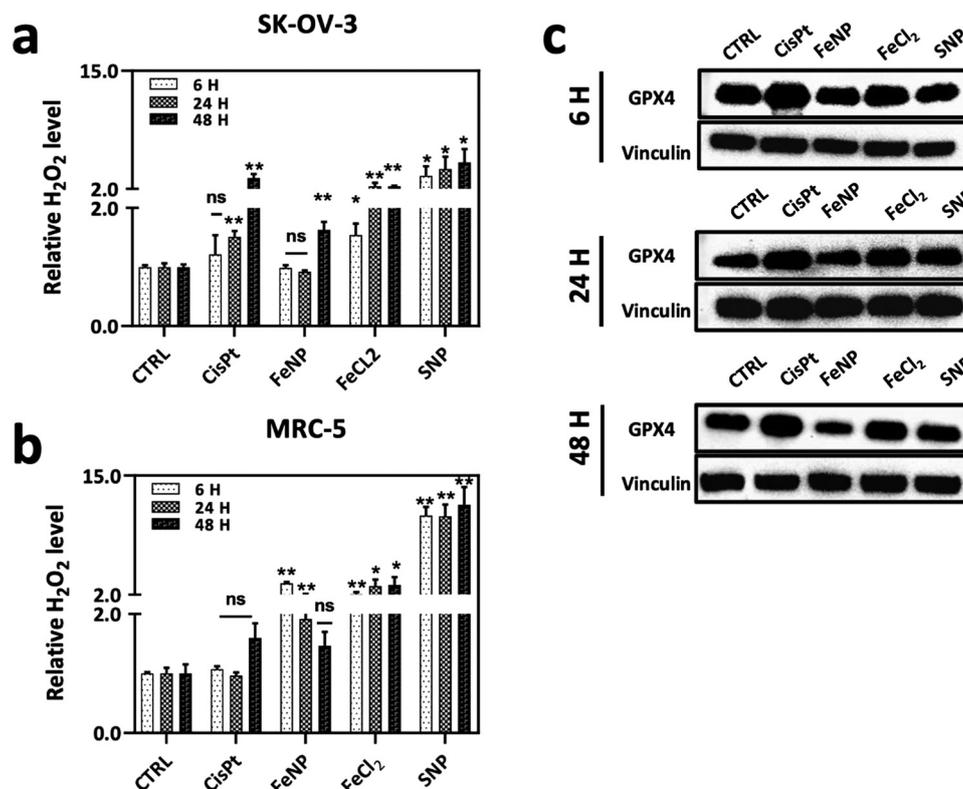 a
SK-OV-3
15.0
6 H
24 H
48 H
Relative H₂O₂ level
2.0
2.0
0.0
ns
**
**
ns
**
*
**
**
*
*
*
CTRL
CisPt
FeNP
FeCL2
SNP
b
MRC-5
15.0
6 H
24 H
48 H
Relative H₂O₂ level
2.0
2.0
0.0
ns
**
**
ns
**
*
*
**
**
**
CTRL
CisPt
FeNP
FeCl₂
SNP
c
CTRL CisPt FeNP FeCl₂ SNP
6 H
GPX4
Vinculin
CTRL CisPt FeNP FeCl₂ SNP
24 H
GPX4
Vinculin
CTRL CisPt FeNP FeCl₂ SNP
48 H
GPX4
Vinculin